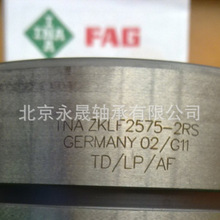 INA FAG
北京永晟轴承有限公司
INA ZKLF2575-2RS
GERMANY 02/G11
TD/LP/AF